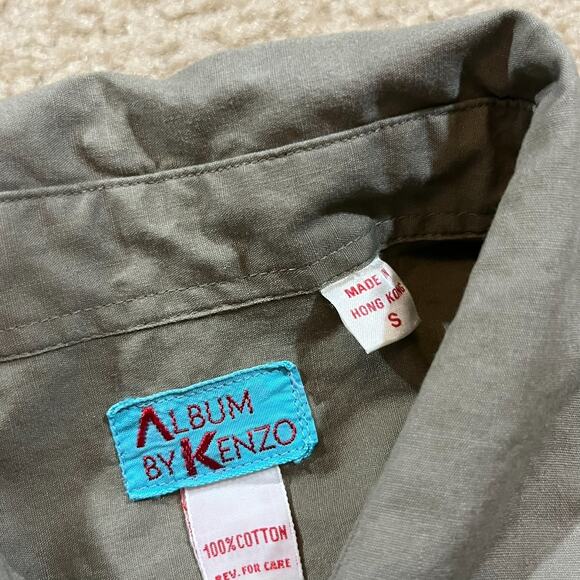 MADE IN
HONG KONG
S
ALBUM
BY KENZO
100% COTTON
REV. FOR CARE